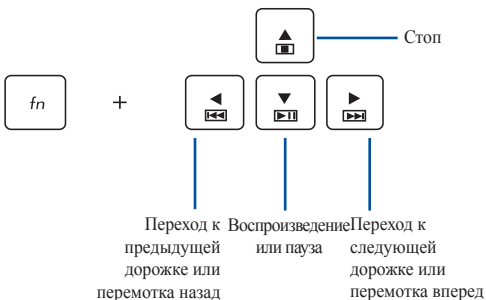 Стоп
fn +
Переход к
предыдущей
дорожке или
перемотка назад
Воспроизведение
или пауза
Переход к
следующей
дорожке или
перемотка вперед